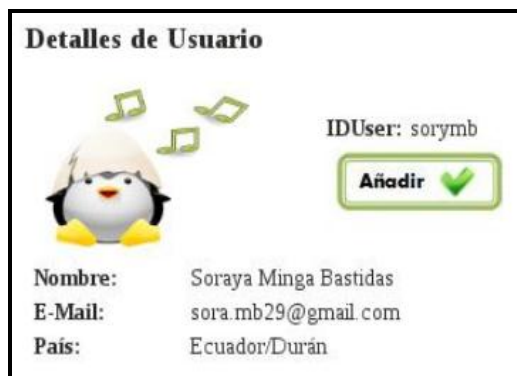 Detalles de Usuario
IDUser: sorymb
Añadir
Nombre: Soraya Minga Bastidas
E-Mail: sora.mb29@gmail.com
País: Ecuador/Durán